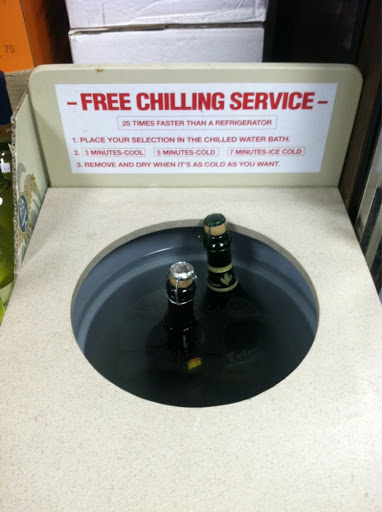 - FREE CHILLING SERVICE -
25 TIMES FASTER THAN A REFRIGERATOR
1. PLACE YOUR SELECTION IN THE CHILLED WATER BATH.
2. 3 MINUTES-COOL 5 MINUTES-COLD 7 MINUTES-ICE COLD
3. REMOVE AND DRY WHEN IT'S AS COLD AS YOU WANT.
75